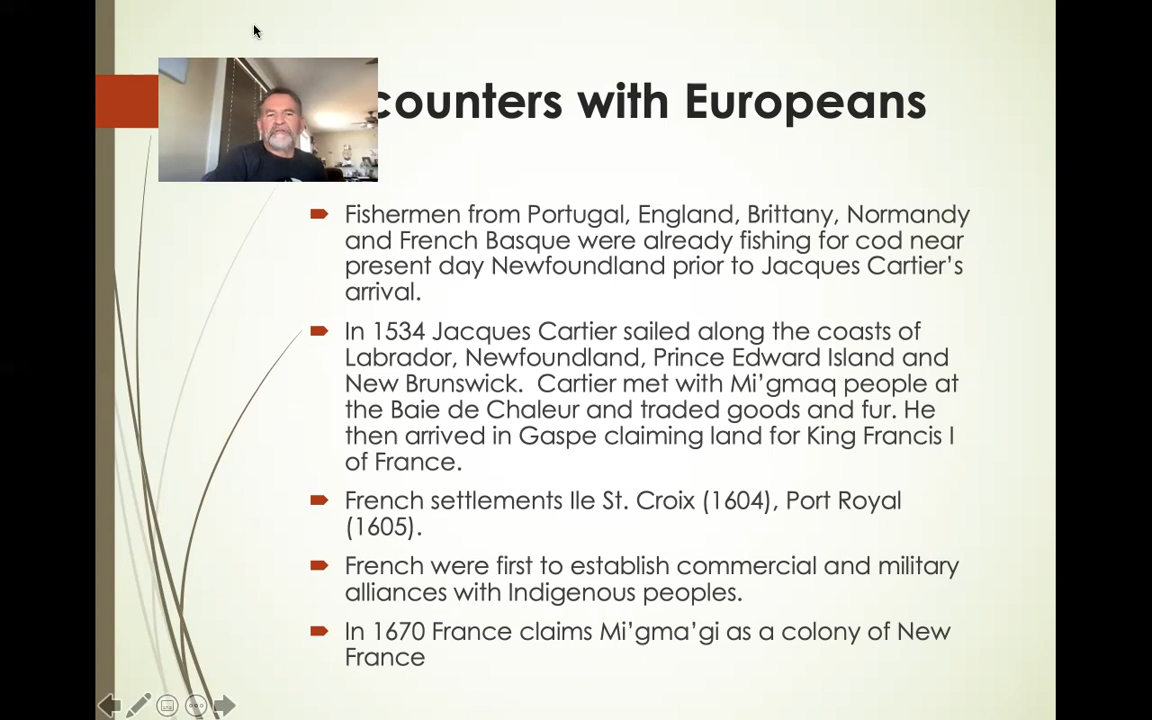 counters with Europeans
Fishermen from Portugal, England, Brittany, Normandy
and French Basque were already fishing for cod near
present day Newfoundland prior to Jacques Cartier’s
arrival.
In 1534 Jacques Cartier sailed along the coasts of
Labrador, Newfoundland, Prince Edward Island and
New Brunswick.  Cartier met with Mi’gmaq people at
the Baie de Chaleur and traded goods and fur. He
then arrived in Gaspe claiming land for King Francis I
of France.
French settlements Ile St. Croix (1604), Port Royal
(1605).
French were first to establish commercial and military
alliances with Indigenous peoples.
In 1670 France claims Mi’gma’gi as a colony of New
France